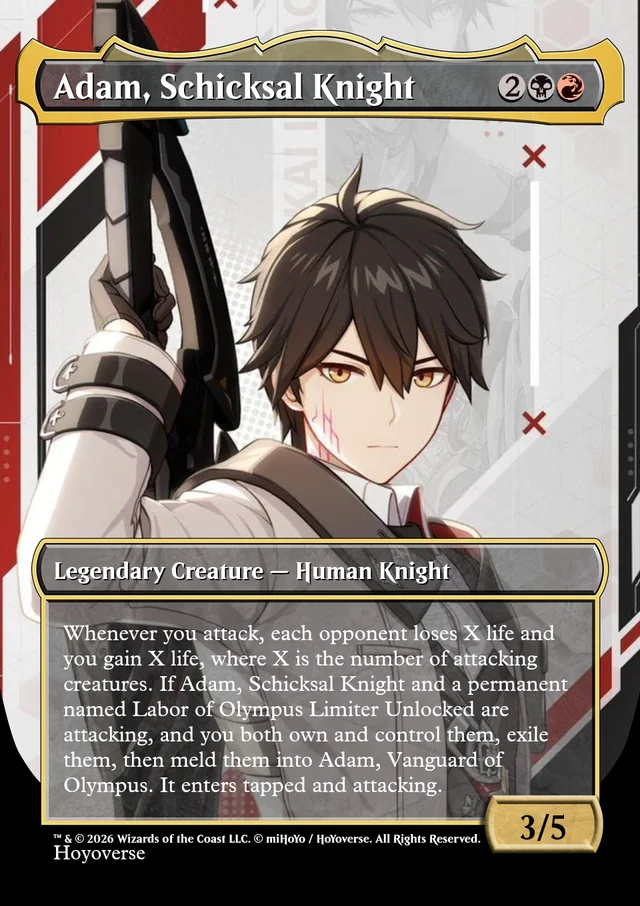 Adam, Schicksal Knight 2
Legendary Creature — Human Knight
Whenever you attack, each opponent loses X life and
you gain X life, where X is the number of attacking
creatures. If Adam, Schicksal Knight and a permanent
named Labor of Olympus Limiter Unlocked are
attacking, and you both own and control them, exile
them, then meld them into Adam, Vanguard of
Olympus. It enters tapped and attacking.
3/5
™ & © 2026 Wizards of the Coast LLC. © miHoYo / HoYoverse. All Rights Reserved.
Hoyoverse